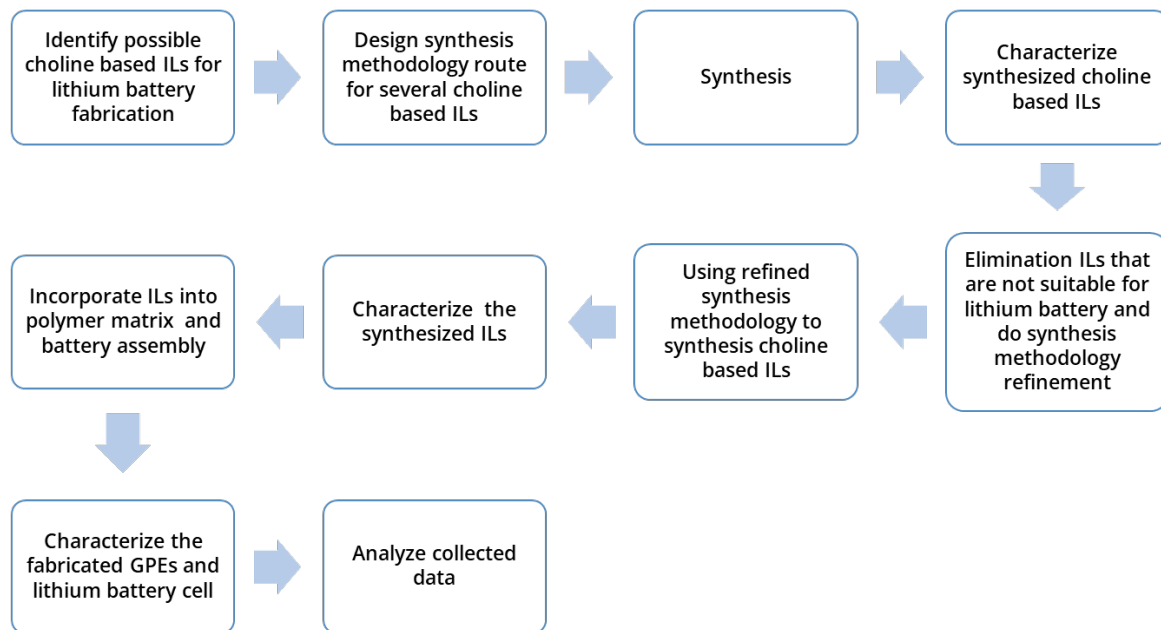 Identify possible
choline based ILs for
lithium battery
fabrication
Design synthesis
methodology route
for several choline
based ILs
Synthesis
Characterize
synthesized choline
based ILs
Elimination ILs that
are not suitable for
lithium battery and
do synthesis
methodology
refinement
Using refined
synthesis
methodology to
synthesis choline
based ILs
Characterize the
synthesized ILs
Incorporate ILs into
polymer matrix and
battery assembly
Characterize the
fabricated GPEs and
lithium battery cell
Analyze collected
data